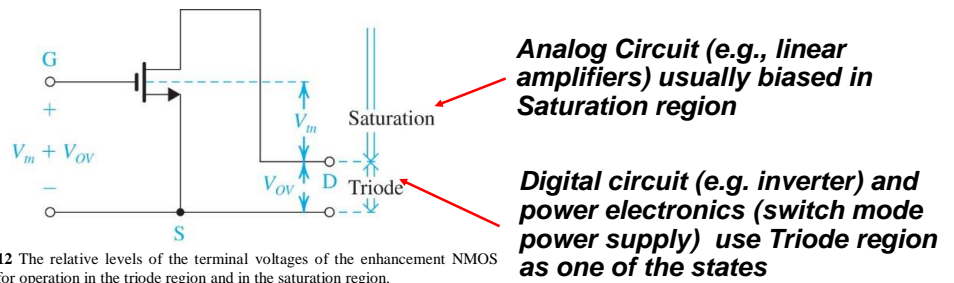 G
+
V_tn + V_OV
−
S
V_tn
V_OV
D
Saturation
Triode
Analog Circuit (e.g., linear
amplifiers) usually biased in
Saturation region
Digital circuit (e.g. inverter) and
power electronics (switch mode
power supply) use Triode region
as one of the states
12 The relative levels of the terminal voltages of the enhancement NMOS
for operation in the triode region and in the saturation region.